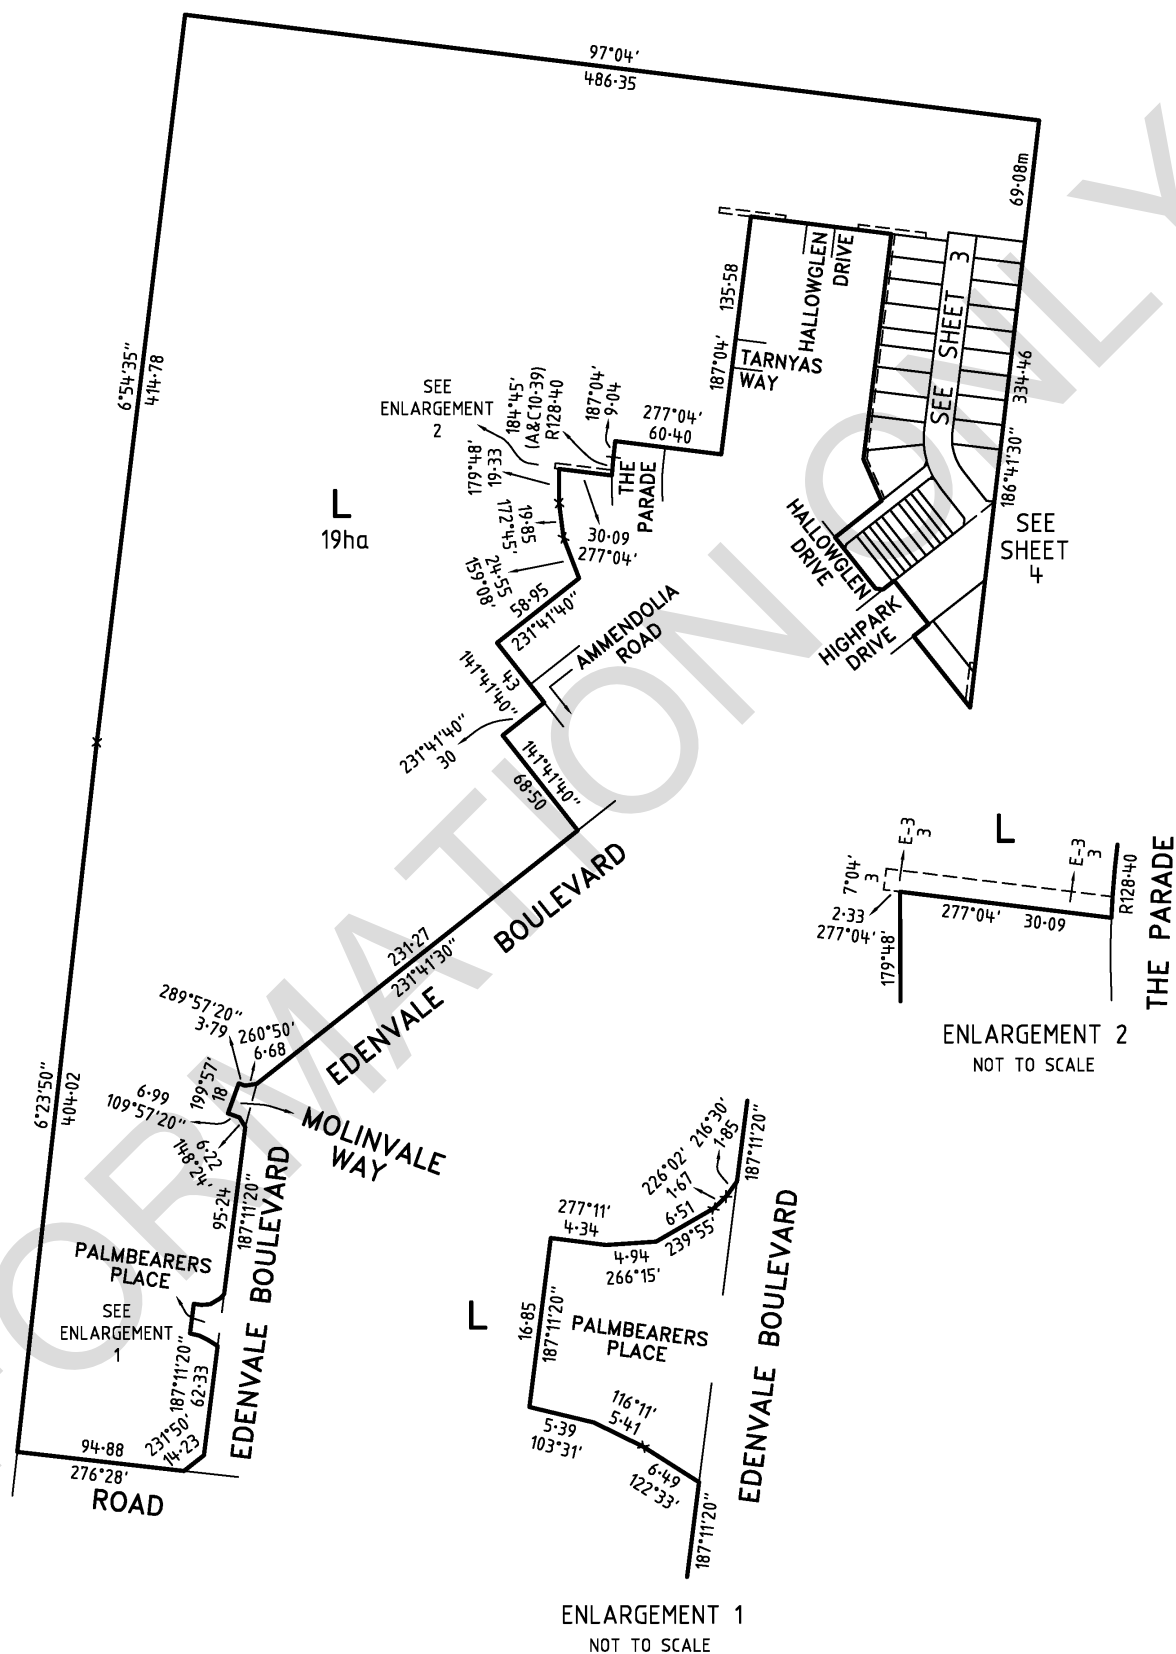 97°04'
486·35
69·08m
6°54'35"
414·78
135·58
187°04'
HALLOWGLEN
DRIVE
TARNYAS
WAY
SEE SHEET 3
334·46
186°41'30"
SEE
SHEET
4
SEE
ENLARGEMENT
2
184°45'
(A&C10·39)
R128·40
187°04'
9·04
277°04'
60·40
THE
PARADE
179°48'
19·33
19·85
172°45'
30·09
277°04'
24·55
159°08'
L
19ha
58·95
231°41'40"
AMMENDOLIA
ROAD
HALLOWGLEN
DRIVE
HIGHPARK
DRIVE
43
141°41'40"
231°41'40"
30
141°41'40"
68·50
231·27
231°41'30"
EDENVALE BOULEVARD
289°57'20"
3·79
260°50'
6·68
199°57'
18
6·99
109°57'20"
6·22
148°24'
MOLINVALE
WAY
6°23'50"
404·02
95·24
187°11'20"
PALMBEARERS
PLACE
SEE
ENLARGEMENT
1
187°11'20"
62·33
231°50'
14·23
EDENVALE BOULEVARD
94·88
276°28'
ROAD
L
E-3
3
E-3
3
7°04'
3
2·33
277°04'
179°48'
277°04' 30·09
R128·40
THE PARADE
ENLARGEMENT 2
NOT TO SCALE
216°30'
1·85
226°02'
1·67
187°11'20"
277°11'
4·34
6·51
239°55'
4·94
266°15'
L
16·85
187°11'20"
PALMBEARERS
PLACE
EDENVALE BOULEVARD
116°11'
5·41
5·39
103°31'
6·49
122°33'
187°11'20"
ENLARGEMENT 1
NOT TO SCALE
ORMATION ONLY